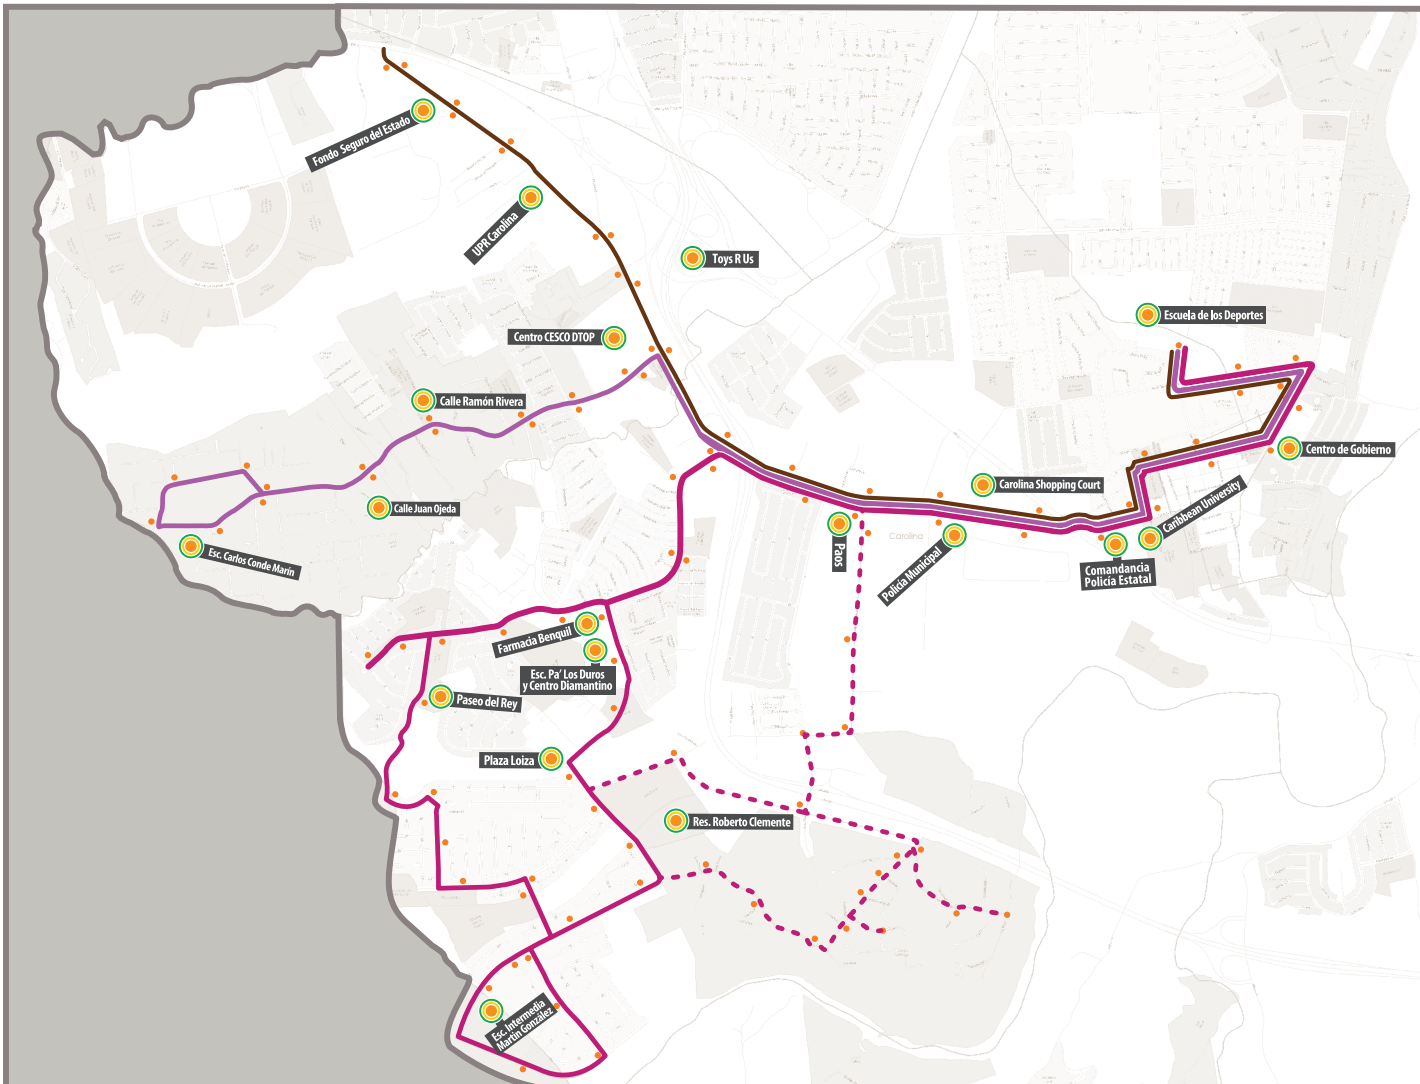 Fondo Seguro del Estado
UPR Carolina
Toys R Us
Escuela de los Deportes
Centro CESCO DTOP
Calle Ramón Rivera
Centro de Gobierno
Carolina Shopping Court
Calle Juan Ojeda
Caribbean University
Paos
Carolina
Policía Municipal
Esc. Carlos Conde Marín
Comandancia
Policía Estatal
Farmacia Benquil
Esc. Pa' Los Duros
y Centro Diamantino
Paseo del Rey
Plaza Loiza
Res. Roberto Clemente
Esc. Intermedia
Martín González